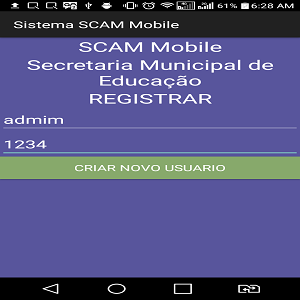 61% 6:28 AM
Sistema SCAM Mobile
SCAM Mobile
Secretaria Municipal de
Educação
REGISTRAR
admim
1234
CRIAR NOVO USUARIO